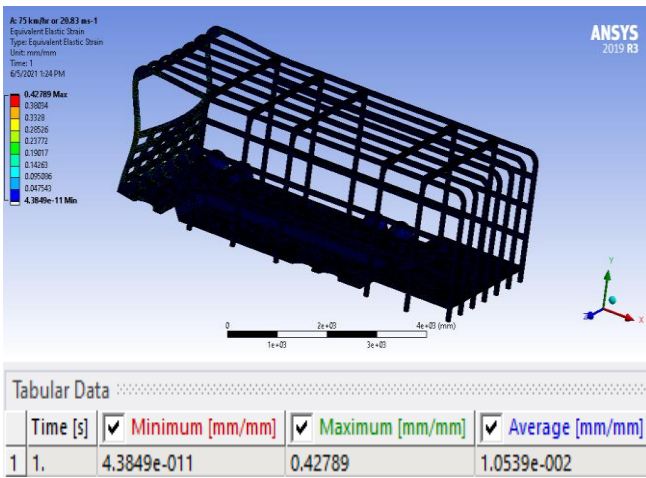 A: 75 km/hr or 20.83 ms-1
Equivalent Elastic Strain
Type: Equivalent Elastic Strain
Unit: mm/mm
Time: 1
6/5/2021 1:24 PM
0.42789 Max
0.38034
0.3328
0.28526
0.23772
0.19017
0.14263
0.095086
0.047543
4.3849e-11 Min
ANSYS
2019 R3
Y
Z
X
0 2e+03 4e+03 (mm)
1e+03 3e+03
Tabular Data
Time [s] Minimum [mm/mm] Maximum [mm/mm] Average [mm/mm]
1 1. 4.3849e-011 0.42789 1.0539e-002